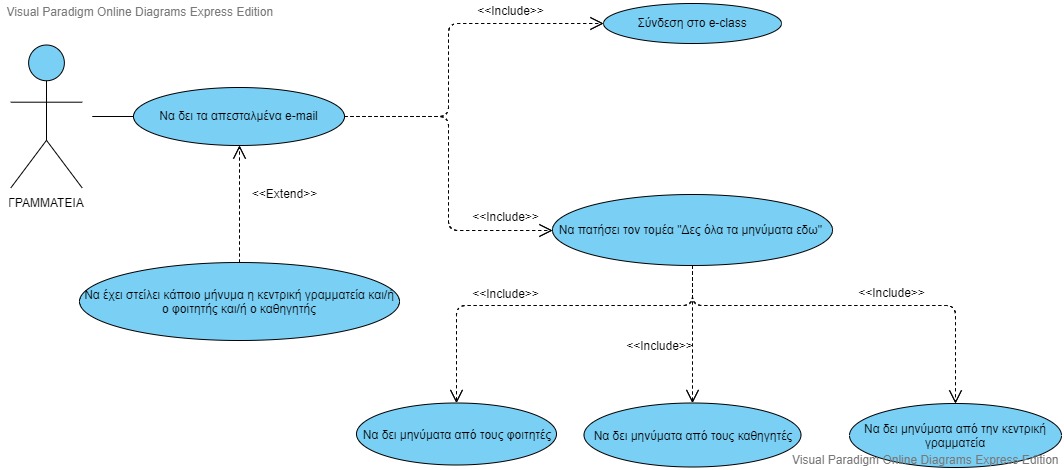 Visual Paradigm Online Diagrams Express Edition
<<Include>>
Σύνδεση στο e-class
Να δει τα απεσταλμένα e-mail
ΓΡΑΜΜΑΤΕΙΑ
<<Extend>>
<<Include>>
Να πατήσει τον τομέα "Δες όλα τα μηνύματα εδω"
Να έχει στείλει κάποιο μήνυμα η κεντρική γραμματεία και/ή
ο φοιτητής και/ή ο καθηγητής
<<Include>>
<<Include>>
<<Include>>
Να δει μηνύματα από τους φοιτητές
Να δει μηνύματα από τους καθηγητές
Να δει μηνύματα από την κεντρική
γραμματεία
Visual Paradigm Online Diagrams Express Edition